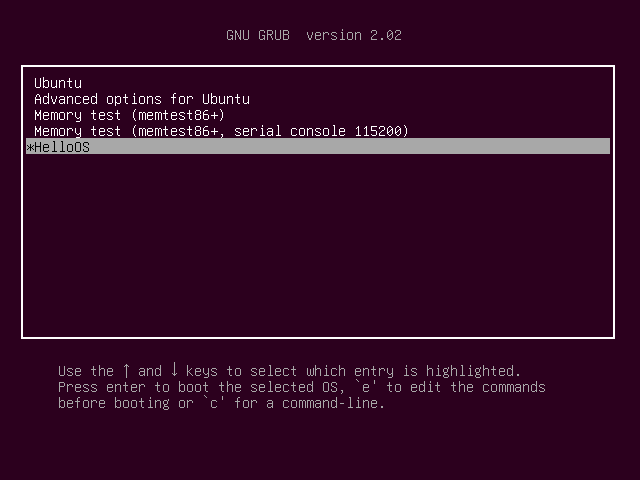 GNU GRUB  version 2.02
Ubuntu
Advanced options for Ubuntu
Memory test (memtest86+)
Memory test (memtest86+, serial console 115200)
*HelloOS
Use the ↑ and ↓ keys to select which entry is highlighted.
Press enter to boot the selected OS, `e' to edit the commands
before booting or `c' for a command-line.